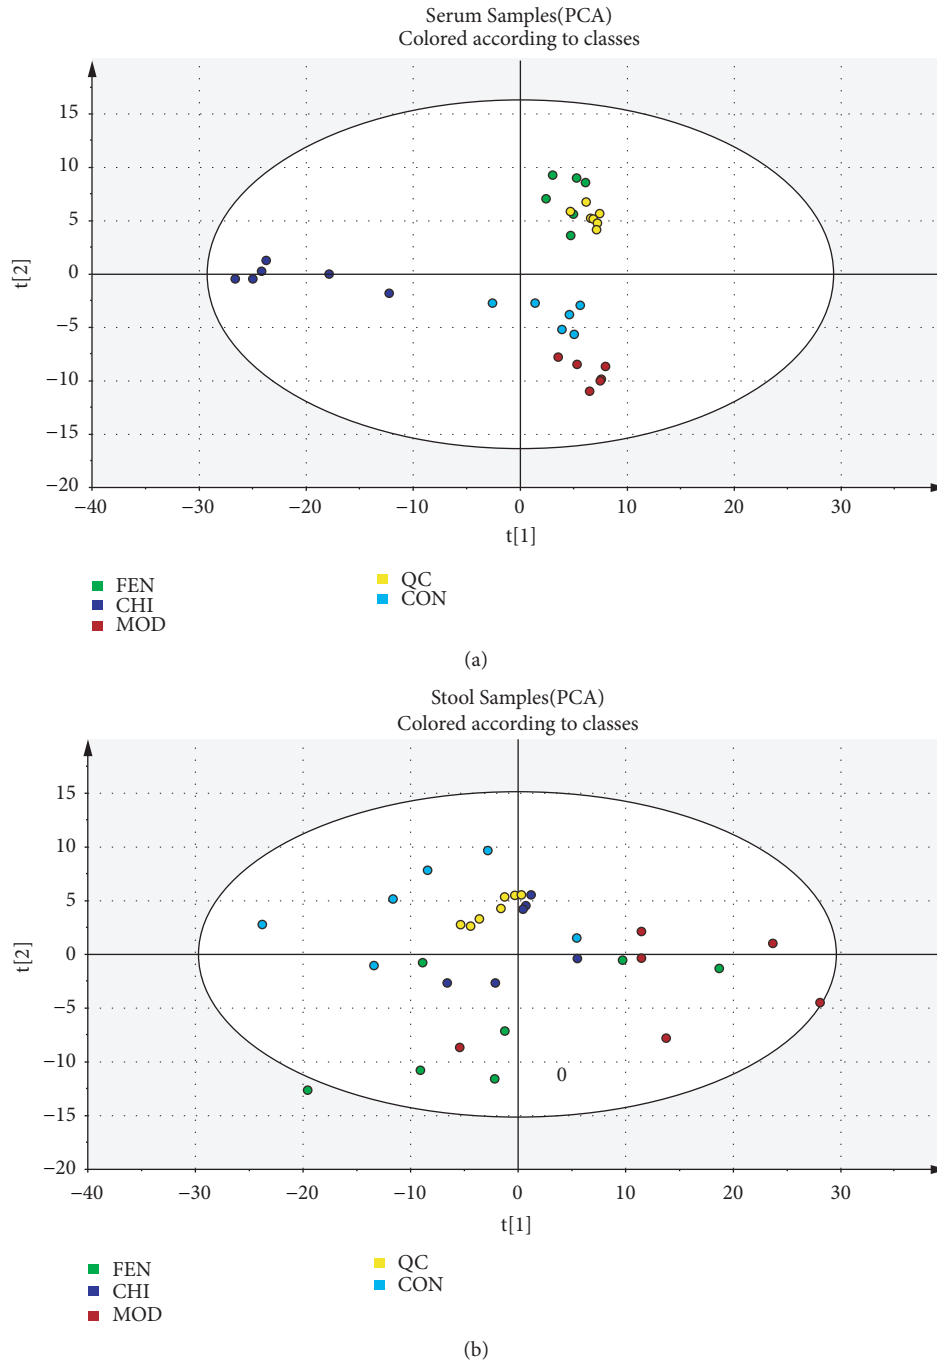 Serum Samples(PCA)
Colored according to classes
15
10
5
0
−5
−10
−15
−20
t[2]
−40 −30 −20 −10 0 10 20 30
t[1]
FEN
CHI
MOD
QC
CON
(a)
Stool Samples(PCA)
Colored according to classes
15
10
5
0
−5
−10
−15
−20
t[2]
0
−40 −30 −20 −10 0 10 20 30
t[1]
FEN
CHI
MOD
QC
CON
(b)